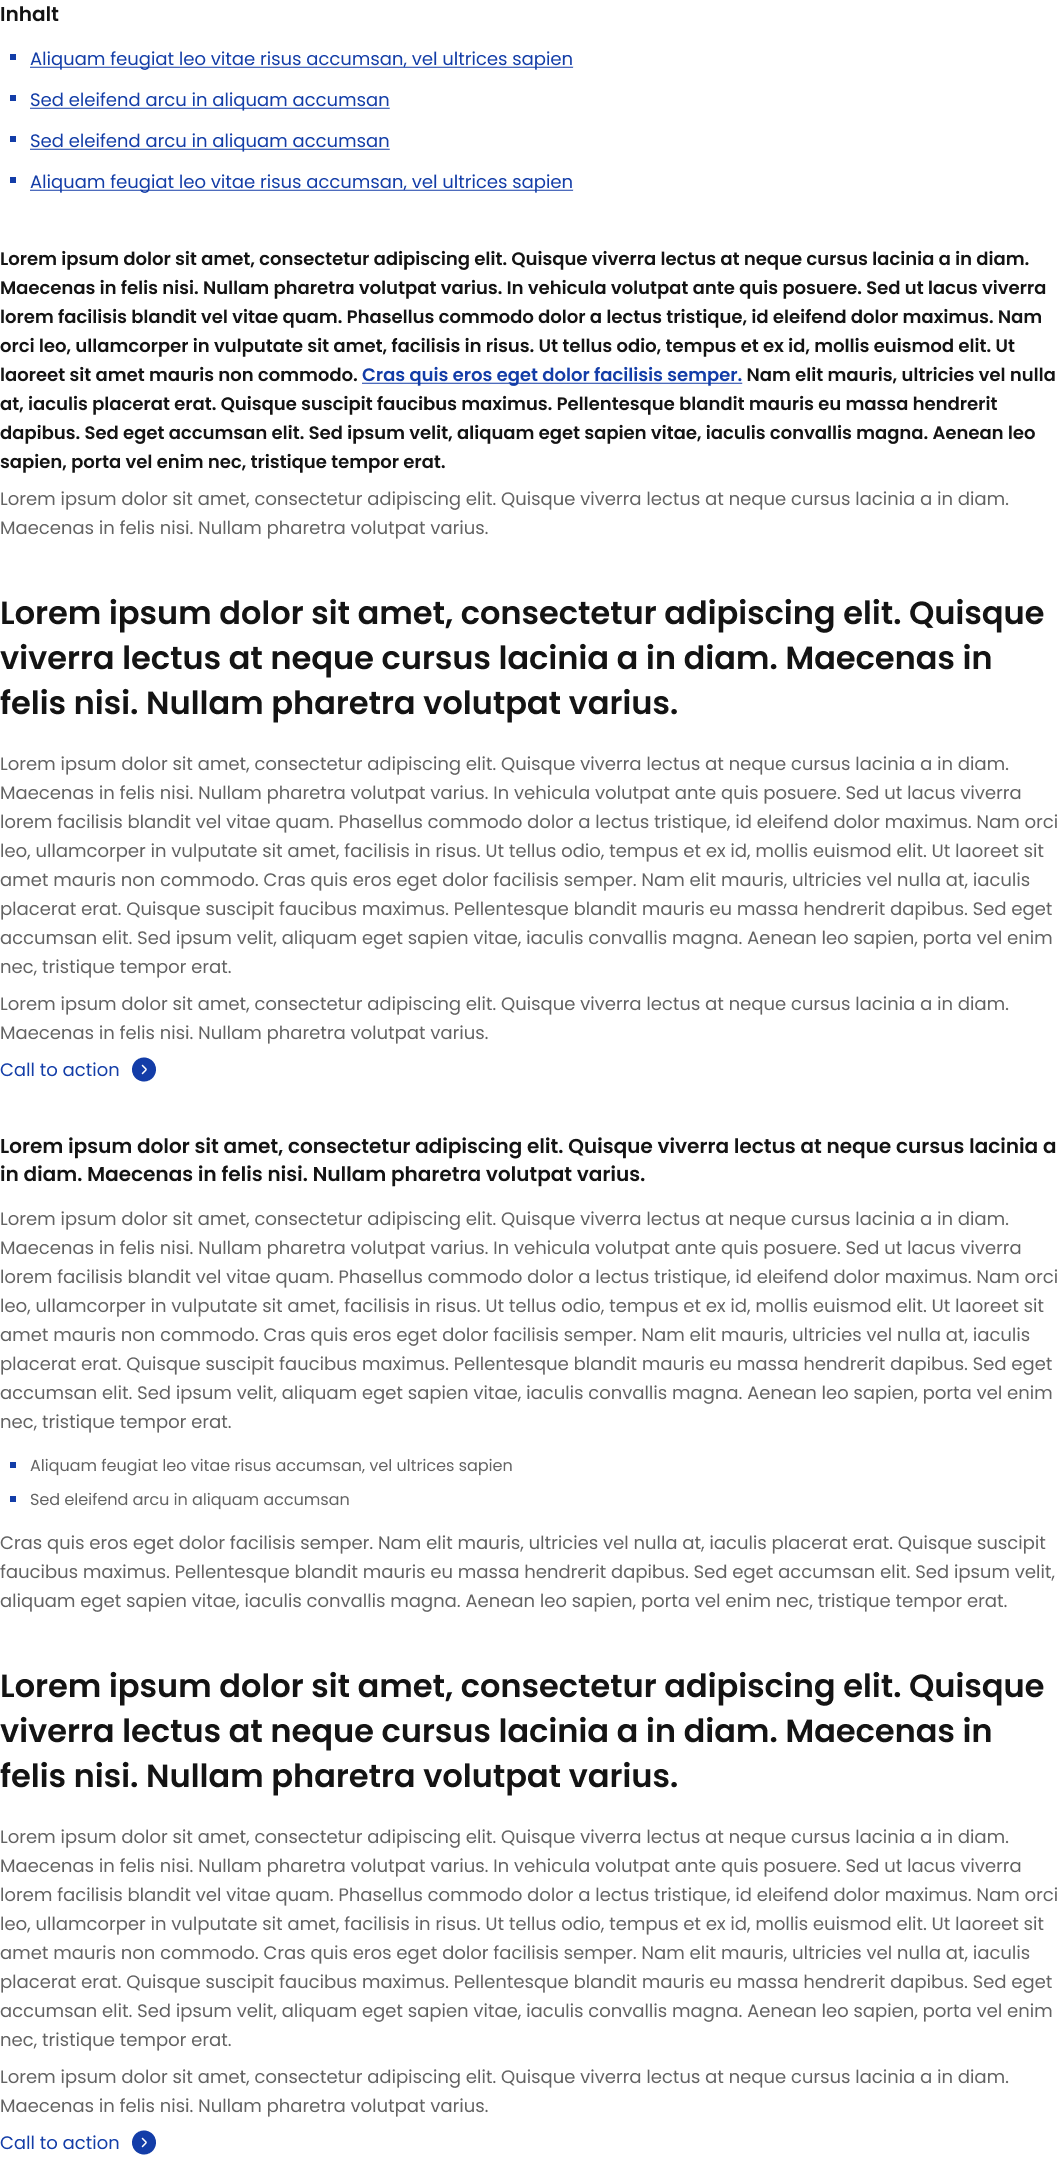 Inhalt
Aliquam feugiat leo vitae risus accumsan, vel ultrices sapien
Sed eleifend arcu in aliquam accumsan
Sed eleifend arcu in aliquam accumsan
Aliquam feugiat leo vitae risus accumsan, vel ultrices sapien
Lorem ipsum dolor sit amet, consectetur adipiscing elit. Quisque viverra lectus at neque cursus lacinia a in diam.
Maecenas in felis nisi. Nullam pharetra volutpat varius. In vehicula volutpat ante quis posuere. Sed ut lacus viverra
lorem facilisis blandit vel vitae quam. Phasellus commodo dolor a lectus tristique, id eleifend dolor maximus. Nam
orci leo, ullamcorper in vulputate sit amet, facilisis in risus. Ut tellus odio, tempus et ex id, mollis euismod elit. Ut
laoreet sit amet mauris non commodo. Cras quis eros eget dolor facilisis semper. Nam elit mauris, ultricies vel nulla
at, iaculis placerat erat. Quisque suscipit faucibus maximus. Pellentesque blandit mauris eu massa hendrerit
dapibus. Sed eget accumsan elit. Sed ipsum velit, aliquam eget sapien vitae, iaculis convallis magna. Aenean leo
sapien, porta vel enim nec, tristique tempor erat.
Lorem ipsum dolor sit amet, consectetur adipiscing elit. Quisque viverra lectus at neque cursus lacinia a in diam.
Maecenas in felis nisi. Nullam pharetra volutpat varius.
Lorem ipsum dolor sit amet, consectetur adipiscing elit. Quisque
viverra lectus at neque cursus lacinia a in diam. Maecenas in
felis nisi. Nullam pharetra volutpat varius.
Lorem ipsum dolor sit amet, consectetur adipiscing elit. Quisque viverra lectus at neque cursus lacinia a in diam.
Maecenas in felis nisi. Nullam pharetra volutpat varius. In vehicula volutpat ante quis posuere. Sed ut lacus viverra
lorem facilisis blandit vel vitae quam. Phasellus commodo dolor a lectus tristique, id eleifend dolor maximus. Nam orci
leo, ullamcorper in vulputate sit amet, facilisis in risus. Ut tellus odio, tempus et ex id, mollis euismod elit. Ut laoreet sit
amet mauris non commodo. Cras quis eros eget dolor facilisis semper. Nam elit mauris, ultricies vel nulla at, iaculis
placerat erat. Quisque suscipit faucibus maximus. Pellentesque blandit mauris eu massa hendrerit dapibus. Sed eget
accumsan elit. Sed ipsum velit, aliquam eget sapien vitae, iaculis convallis magna. Aenean leo sapien, porta vel enim
nec, tristique tempor erat.
Lorem ipsum dolor sit amet, consectetur adipiscing elit. Quisque viverra lectus at neque cursus lacinia a in diam.
Maecenas in felis nisi. Nullam pharetra volutpat varius.
Call to action
Lorem ipsum dolor sit amet, consectetur adipiscing elit. Quisque viverra lectus at neque cursus lacinia a
in diam. Maecenas in felis nisi. Nullam pharetra volutpat varius.
Lorem ipsum dolor sit amet, consectetur adipiscing elit. Quisque viverra lectus at neque cursus lacinia a in diam.
Maecenas in felis nisi. Nullam pharetra volutpat varius. In vehicula volutpat ante quis posuere. Sed ut lacus viverra
lorem facilisis blandit vel vitae quam. Phasellus commodo dolor a lectus tristique, id eleifend dolor maximus. Nam orci
leo, ullamcorper in vulputate sit amet, facilisis in risus. Ut tellus odio, tempus et ex id, mollis euismod elit. Ut laoreet sit
amet mauris non commodo. Cras quis eros eget dolor facilisis semper. Nam elit mauris, ultricies vel nulla at, iaculis
placerat erat. Quisque suscipit faucibus maximus. Pellentesque blandit mauris eu massa hendrerit dapibus. Sed eget
accumsan elit. Sed ipsum velit, aliquam eget sapien vitae, iaculis convallis magna. Aenean leo sapien, porta vel enim
nec, tristique tempor erat.
Aliquam feugiat leo vitae risus accumsan, vel ultrices sapien
Sed eleifend arcu in aliquam accumsan
Cras quis eros eget dolor facilisis semper. Nam elit mauris, ultricies vel nulla at, iaculis placerat erat. Quisque suscipit
faucibus maximus. Pellentesque blandit mauris eu massa hendrerit dapibus. Sed eget accumsan elit. Sed ipsum velit,
aliquam eget sapien vitae, iaculis convallis magna. Aenean leo sapien, porta vel enim nec, tristique tempor erat.
Lorem ipsum dolor sit amet, consectetur adipiscing elit. Quisque
viverra lectus at neque cursus lacinia a in diam. Maecenas in
felis nisi. Nullam pharetra volutpat varius.
Lorem ipsum dolor sit amet, consectetur adipiscing elit. Quisque viverra lectus at neque cursus lacinia a in diam.
Maecenas in felis nisi. Nullam pharetra volutpat varius. In vehicula volutpat ante quis posuere. Sed ut lacus viverra
lorem facilisis blandit vel vitae quam. Phasellus commodo dolor a lectus tristique, id eleifend dolor maximus. Nam orci
leo, ullamcorper in vulputate sit amet, facilisis in risus. Ut tellus odio, tempus et ex id, mollis euismod elit. Ut laoreet sit
amet mauris non commodo. Cras quis eros eget dolor facilisis semper. Nam elit mauris, ultricies vel nulla at, iaculis
placerat erat. Quisque suscipit faucibus maximus. Pellentesque blandit mauris eu massa hendrerit dapibus. Sed eget
accumsan elit. Sed ipsum velit, aliquam eget sapien vitae, iaculis convallis magna. Aenean leo sapien, porta vel enim
nec, tristique tempor erat.
Lorem ipsum dolor sit amet, consectetur adipiscing elit. Quisque viverra lectus at neque cursus lacinia a in diam.
Maecenas in felis nisi. Nullam pharetra volutpat varius.
Call to action